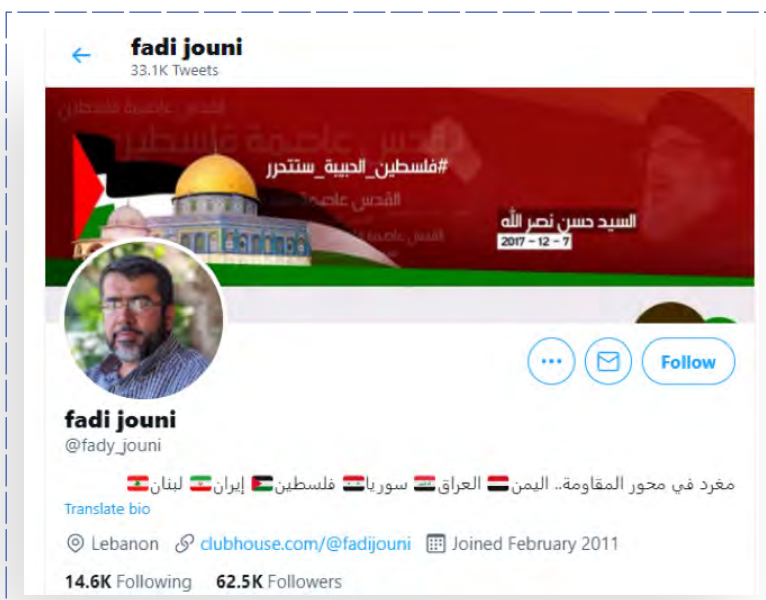 fadi jouni
33.1K Tweets
القدس عاصمة فلسطين
#فلسطين_الحبيبة_ستتحرر
السيد حسن نصر الله
2017 - 12 - 7
Follow
fadi jouni
@fady_jouni
مغرد في محور المقاومة.. اليمن🇾🇪 العراق🇮🇶 سوريا🇸🇾 فلسطين🇵🇸 إيران🇮🇷 لبنان🇱🇧
Translate bio
Lebanon clubhouse.com/@fadijouni Joined February 2011
14.6K Following 62.5K Followers